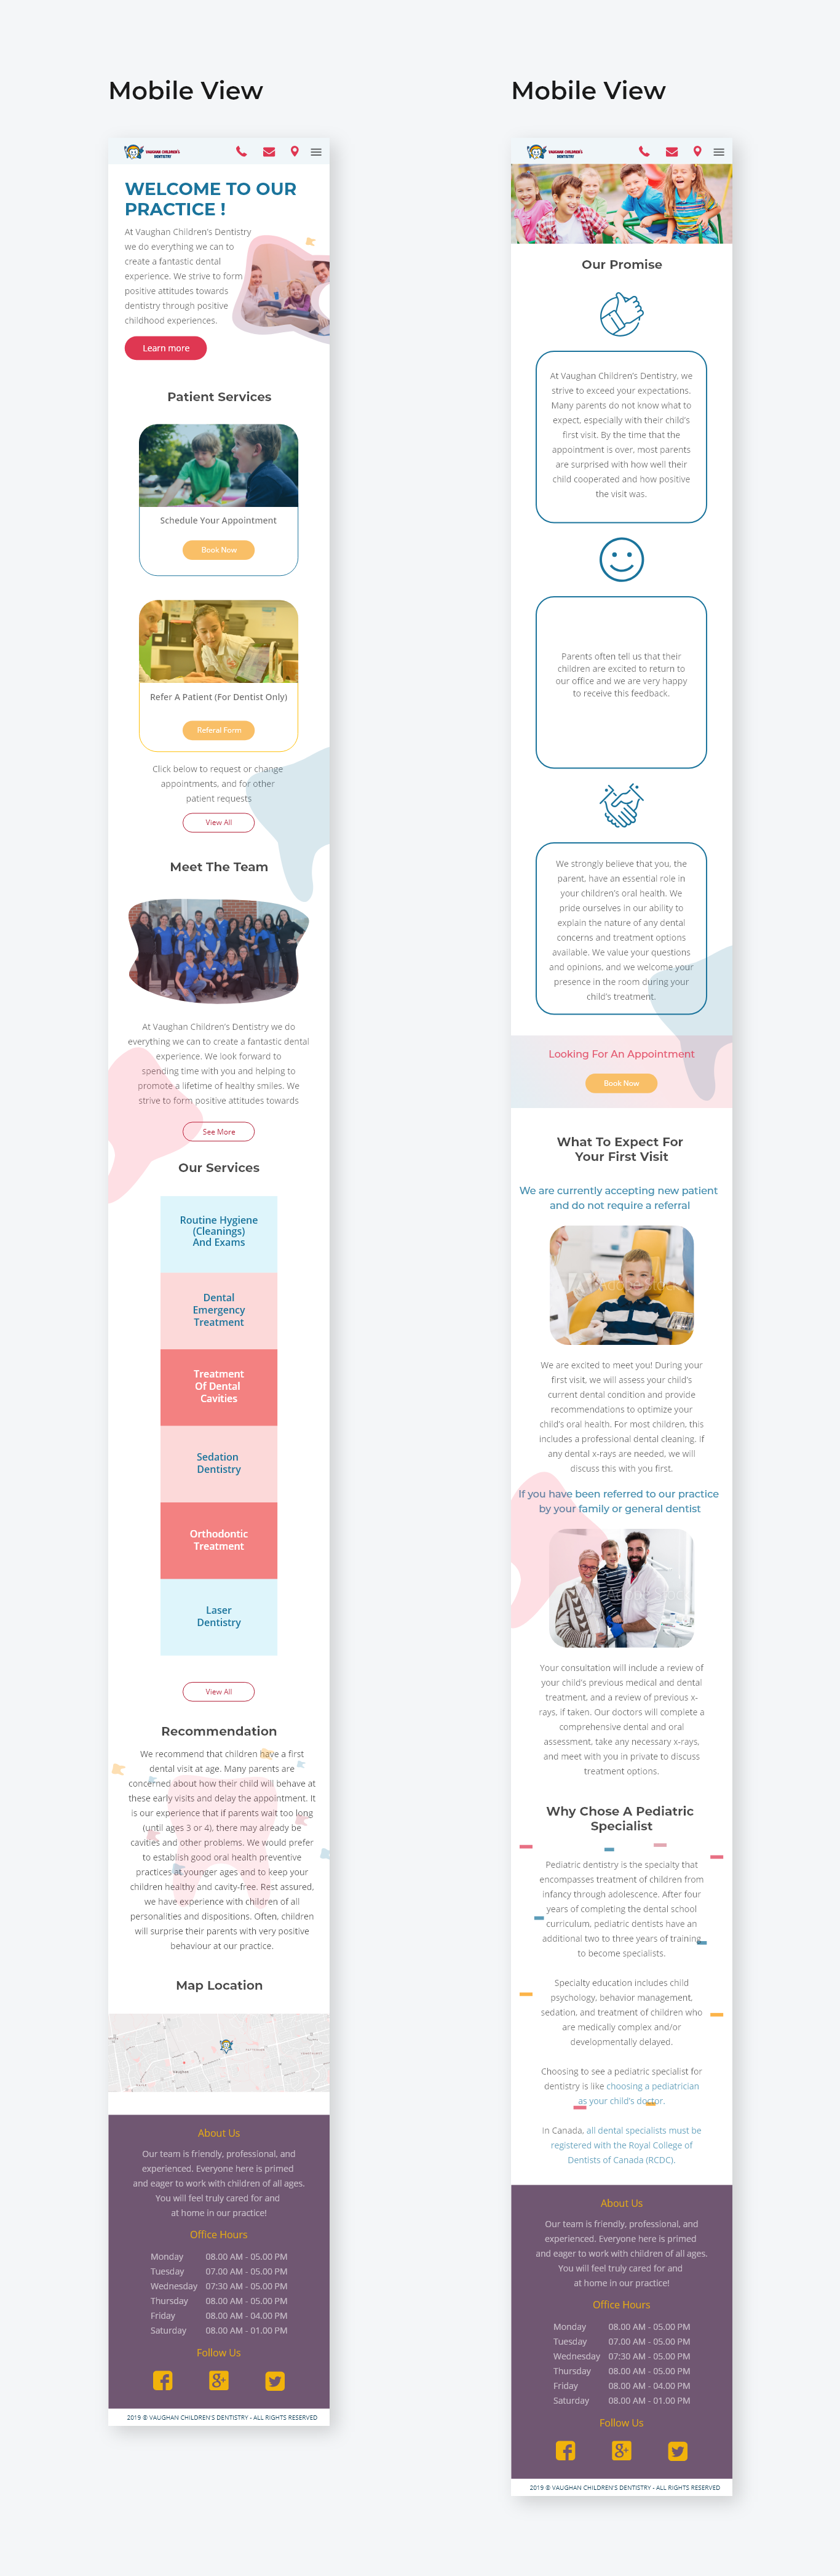 Mobile View
VAUGHAN CHILDREN'S
DENTISTRY
WELCOME TO OUR
PRACTICE !
At Vaughan Children's Dentistry
we do everything we can to
create a fantastic dental
experience. We strive to form
positive attitudes towards
dentistry through positive
childhood experiences.
Learn more
Patient Services
Schedule Your Appointment
Book Now
Refer A Patient (For Dentist Only)
Referal Form
Click below to request or change
appointments, and for other
patient requests
View All
Meet The Team
At Vaughan Children's Dentistry we do
everything we can to create a fantastic dental
experience. We look forward to
spending time with you and helping to
promote a lifetime of healthy smiles. We
strive to form positive attitudes towards
See More
Our Services
Routine Hygiene
(Cleanings)
And Exams
Dental
Emergency
Treatment
Treatment
Of Dental
Cavities
Sedation
Dentistry
Orthodontic
Treatment
Laser
Dentistry
View All
Recommendation
We recommend that children have a first
dental visit at age. Many parents are
concerned about how their child will behave at
these early visits and delay the appointment. It
is our experience that if parents wait too long
(until ages 3 or 4), there may already be
cavities and other problems. We would prefer
to establish good oral health preventive
practices at younger ages and to keep your
children healthy and cavity-free. Rest assured,
we have experience with children of all
personalities and dispositions. Often, children
will surprise their parents with very positive
behaviour at our practice.
Map Location
About Us
Our team is friendly, professional, and
experienced. Everyone here is primed
and eager to work with children of all ages.
You will feel truly cared for and
at home in our practice!
Office Hours
Monday 08.00 AM - 05.00 PM
Tuesday 07.00 AM - 05.00 PM
Wednesday 07:30 AM - 05.00 PM
Thursday 08.00 AM - 05.00 PM
Friday 08.00 AM - 04.00 PM
Saturday 08.00 AM - 01.00 PM
Follow Us
2019 © VAUGHAN CHILDREN'S DENTISTRY - ALL RIGHTS RESERVED
Mobile View
VAUGHAN CHILDREN'S
DENTISTRY
Our Promise
At Vaughan Children's Dentistry, we
strive to exceed your expectations.
Many parents do not know what to
expect, especially with their child's
first visit. By the time that the
appointment is over, most parents
are surprised with how well their
child cooperated and how positive
the visit was.
Parents often tell us that their
children are excited to return to
our office and we are very happy
to receive this feedback.
We strongly believe that you, the
parent, have an essential role in
your children's oral health. We
pride ourselves in our ability to
explain the nature of any dental
concerns and treatment options
available. We value your questions
and opinions, and we welcome your
presence in the room during your
child's treatment.
Looking For An Appointment
Book Now
What To Expect For
Your First Visit
We are currently accepting new patient
and do not require a referral
We are excited to meet you! During your
first visit, we will assess your child's
current dental condition and provide
recommendations to optimize your
child's oral health. For most children, this
includes a professional dental cleaning. If
any dental x-rays are needed, we will
discuss this with you first.
If you have been referred to our practice
by your family or general dentist
Your consultation will include a review of
your child's previous medical and dental
treatment, and a review of previous x-
rays, if taken. Our doctors will complete a
comprehensive dental and oral
assessment, take any necessary x-rays,
and meet with you in private to discuss
treatment options.
Why Chose A Pediatric
Specialist
Pediatric dentistry is the specialty that
encompasses treatment of children from
infancy through adolescence. After four
years of completing the dental school
curriculum, pediatric dentists have an
additional two to three years of training
to become specialists.
Specialty education includes child
psychology, behavior management,
sedation, and treatment of children who
are medically complex and/or
developmentally delayed.
Choosing to see a pediatric specialist for
dentistry is like choosing a pediatrician
as your child's doctor.
In Canada, all dental specialists must be
registered with the Royal College of
Dentists of Canada (RCDC).
About Us
Our team is friendly, professional, and
experienced. Everyone here is primed
and eager to work with children of all ages.
You will feel truly cared for and
at home in our practice!
Office Hours
Monday 08.00 AM - 05.00 PM
Tuesday 07.00 AM - 05.00 PM
Wednesday 07:30 AM - 05.00 PM
Thursday 08.00 AM - 05.00 PM
Friday 08.00 AM - 04.00 PM
Saturday 08.00 AM - 01.00 PM
Follow Us
2019 © VAUGHAN CHILDREN'S DENTISTRY - ALL RIGHTS RESERVED